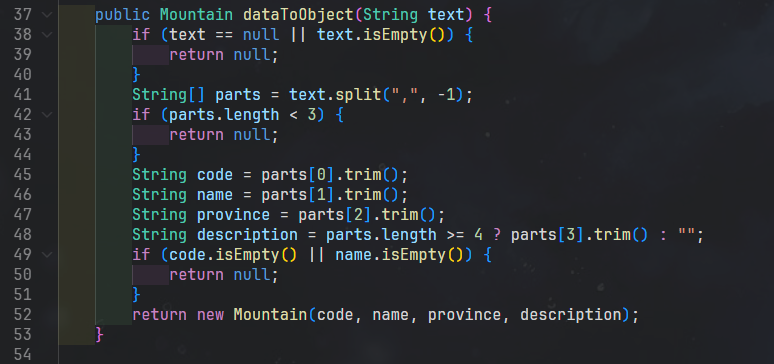 37 public Mountain dataToObject(String text) {
38 if (text == null || text.isEmpty()) {
39 return null;
40 }
41 String[] parts = text.split(",", -1);
42 if (parts.length < 3) {
43 return null;
44 }
45 String code = parts[0].trim();
46 String name = parts[1].trim();
47 String province = parts[2].trim();
48 String description = parts.length >= 4 ? parts[3].trim() : "";
49 if (code.isEmpty() || name.isEmpty()) {
50 return null;
51 }
52 return new Mountain(code, name, province, description);
53 }
54